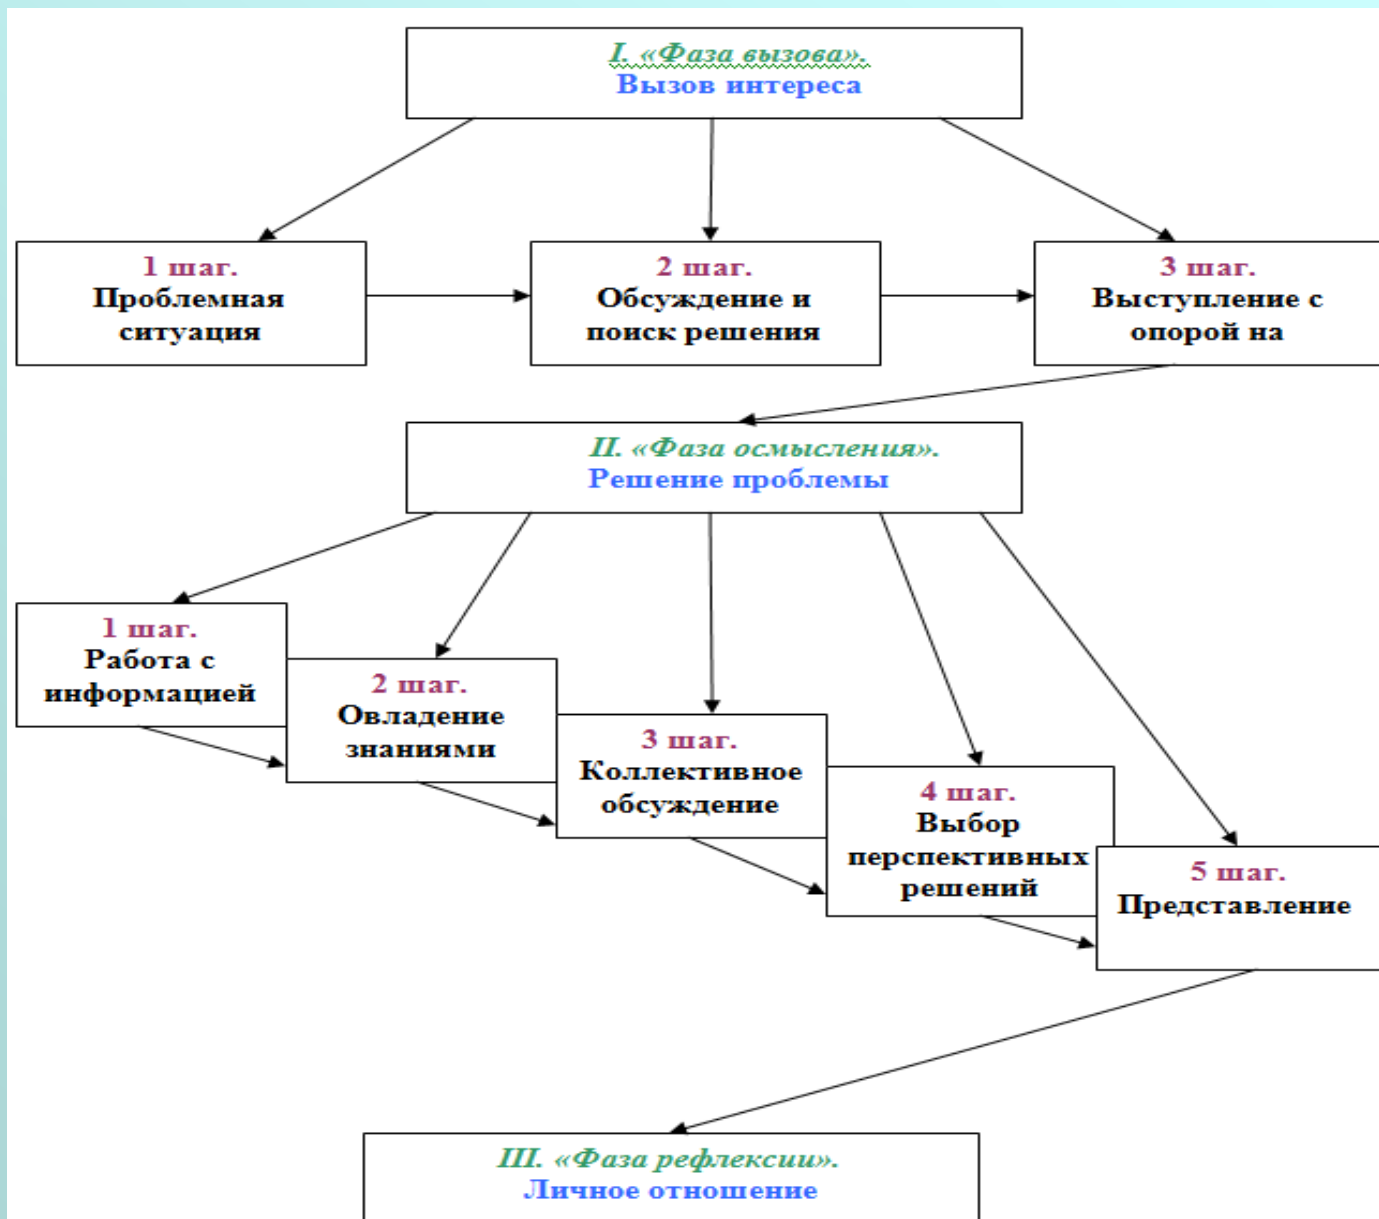 I. «Фаза вызова».
Вызов интереса
1 шаг.
Проблемная
ситуация
2 шаг.
Обсуждение и
поиск решения
3 шаг.
Выступление с
опорой на
II. «Фаза осмысления».
Решение проблемы
1 шаг.
Работа с
информацией
2 шаг.
Овладение
знаниями
3 шаг.
Коллективное
обсуждение
4 шаг.
Выбор
перспективных
решений
5 шаг.
Представление
III. «Фаза рефлексии».
Личное отношение